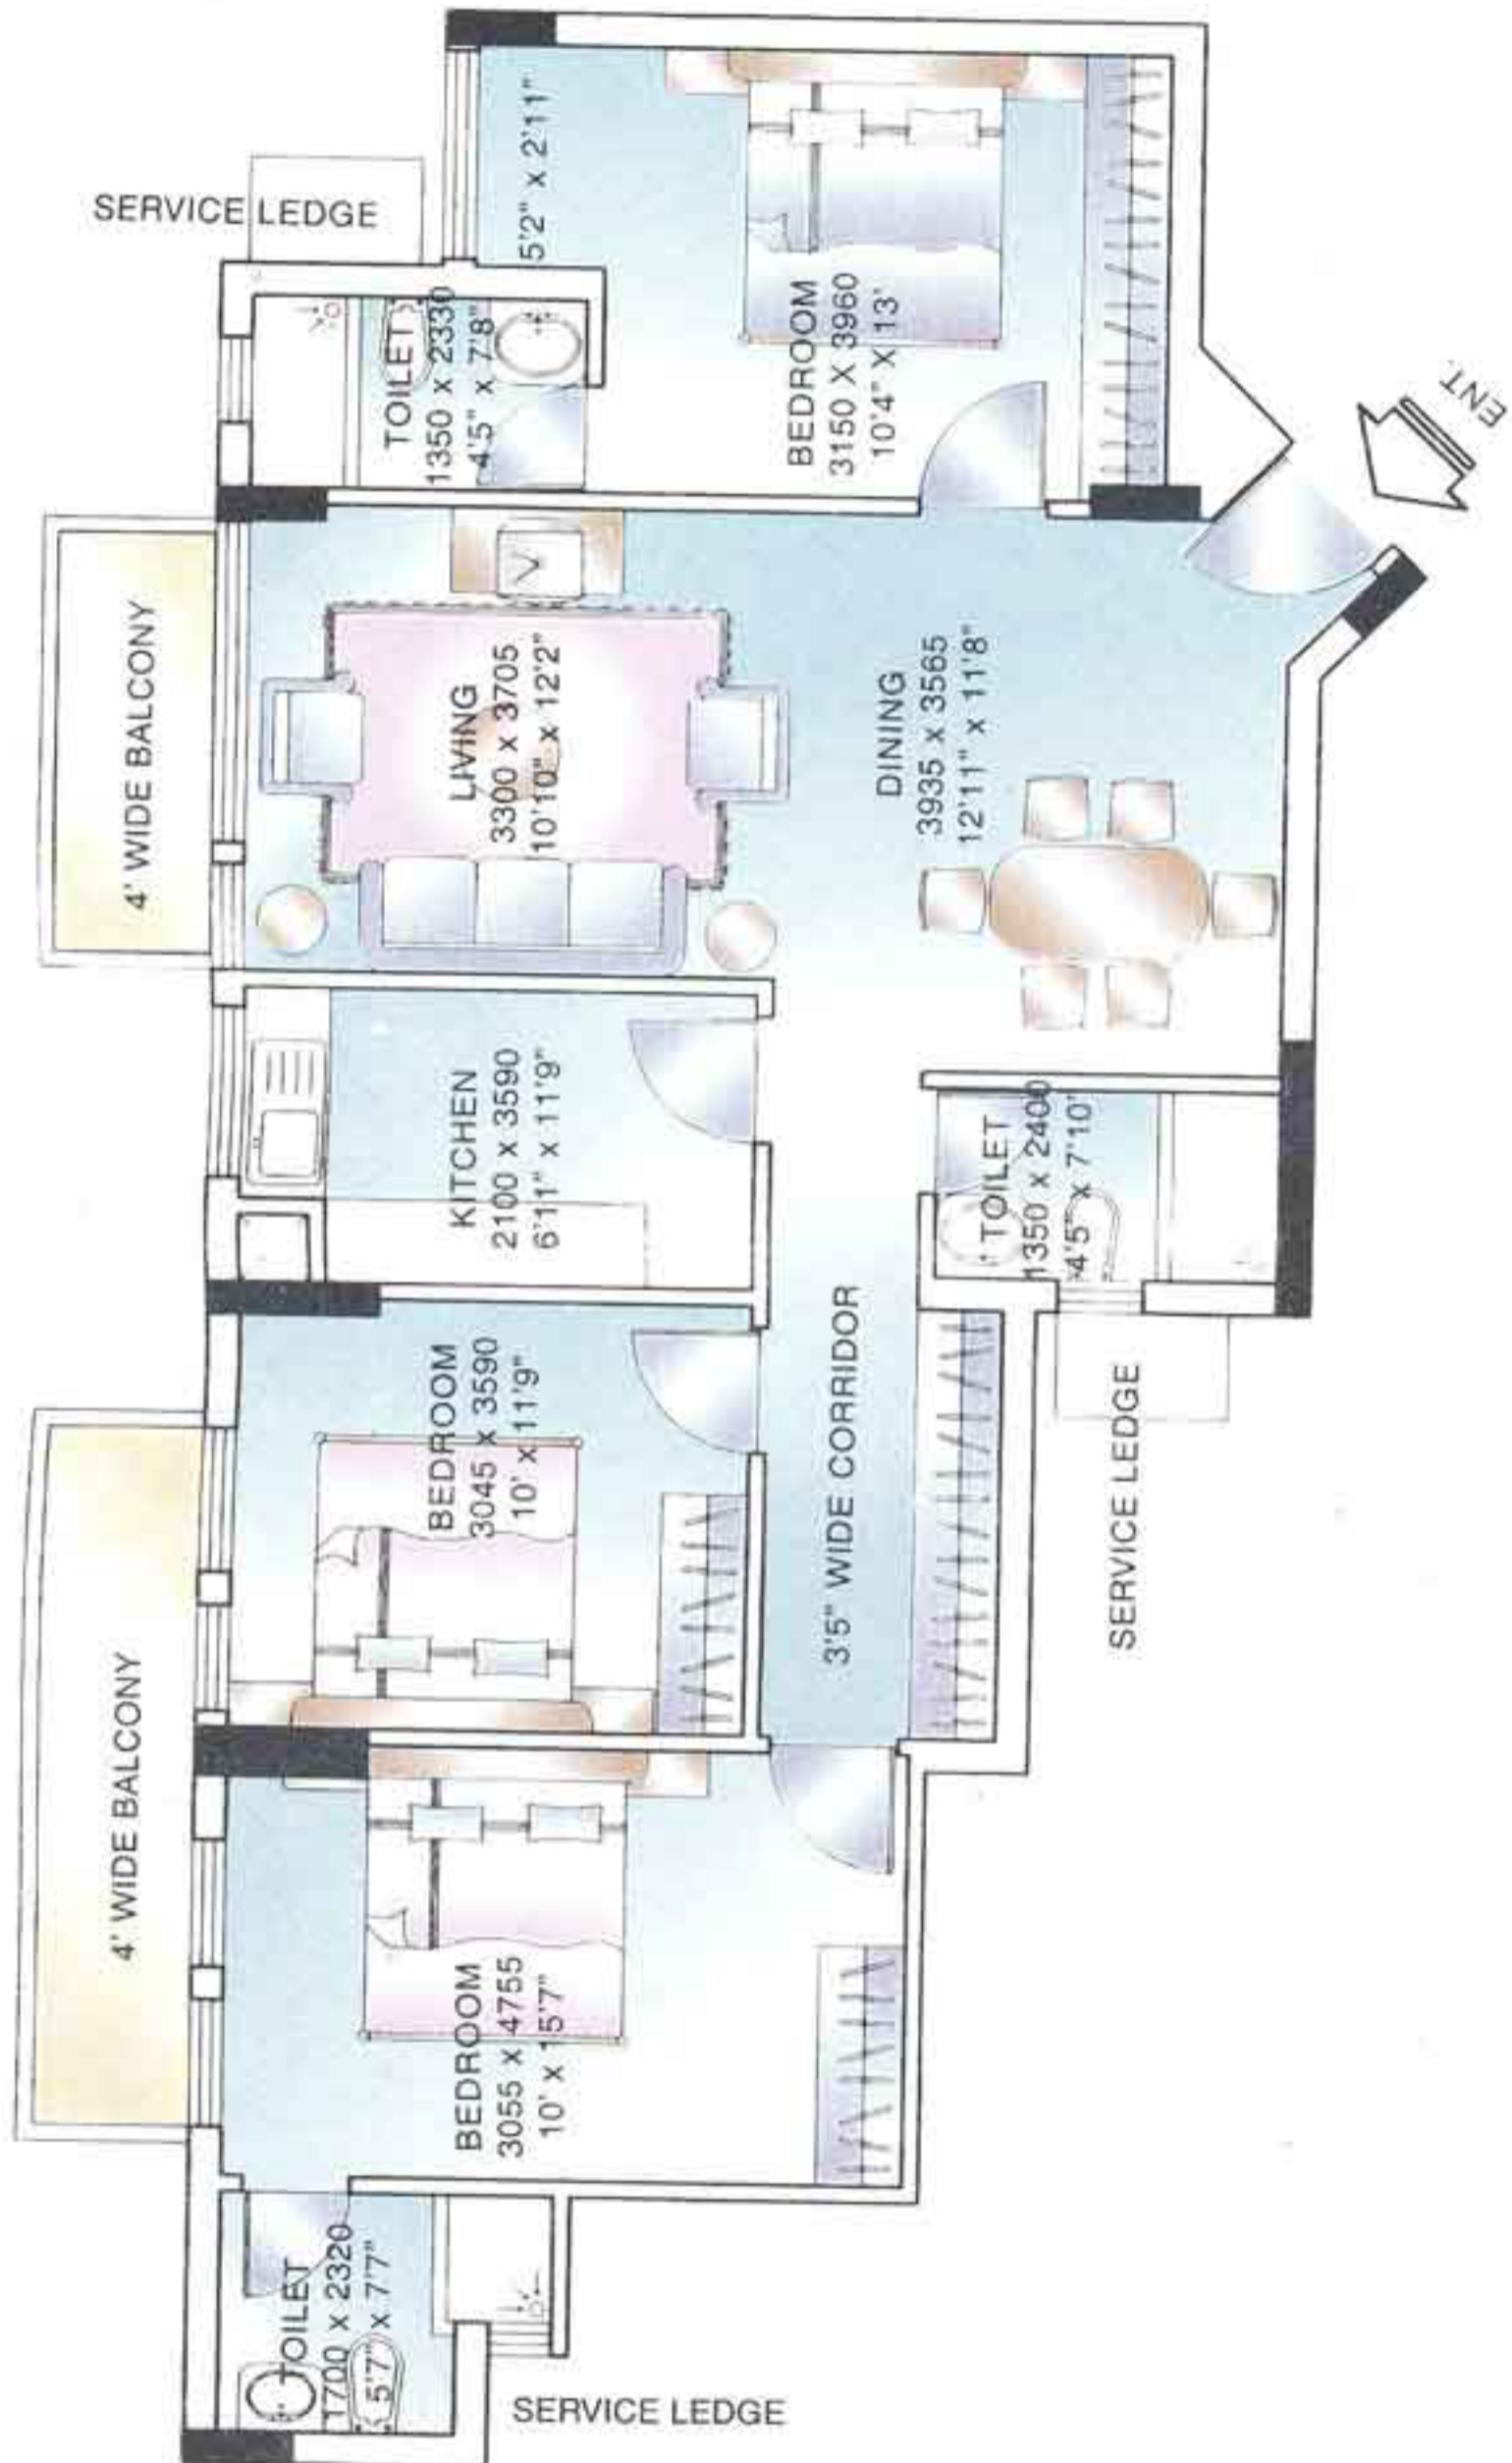 SERVICE LEDGE
5'2" x 2'11"
TOILET
1350 x 2330
4'5" x 7'8"
BEDROOM
3150 X 3960
10'4" X 13'
ENT.
4' WIDE BALCONY
LIVING
3300 x 3705
10'10" x 12'2"
DINING
3935 x 3565
12'11" x 11'8"
KITCHEN
2100 x 3590
6'11" x 11'9"
TOILET
1350 x 2400
4'5" x 7'10'
4' WIDE BALCONY
BEDROOM
3045 x 3590
10' x 11'9"
3'5" WIDE CORRIDOR
SERVICE LEDGE
BEDROOM
3055 x 4755
10' x 15'7"
TOILET
1700 x 2320
5'7" x 7'7"
SERVICE LEDGE